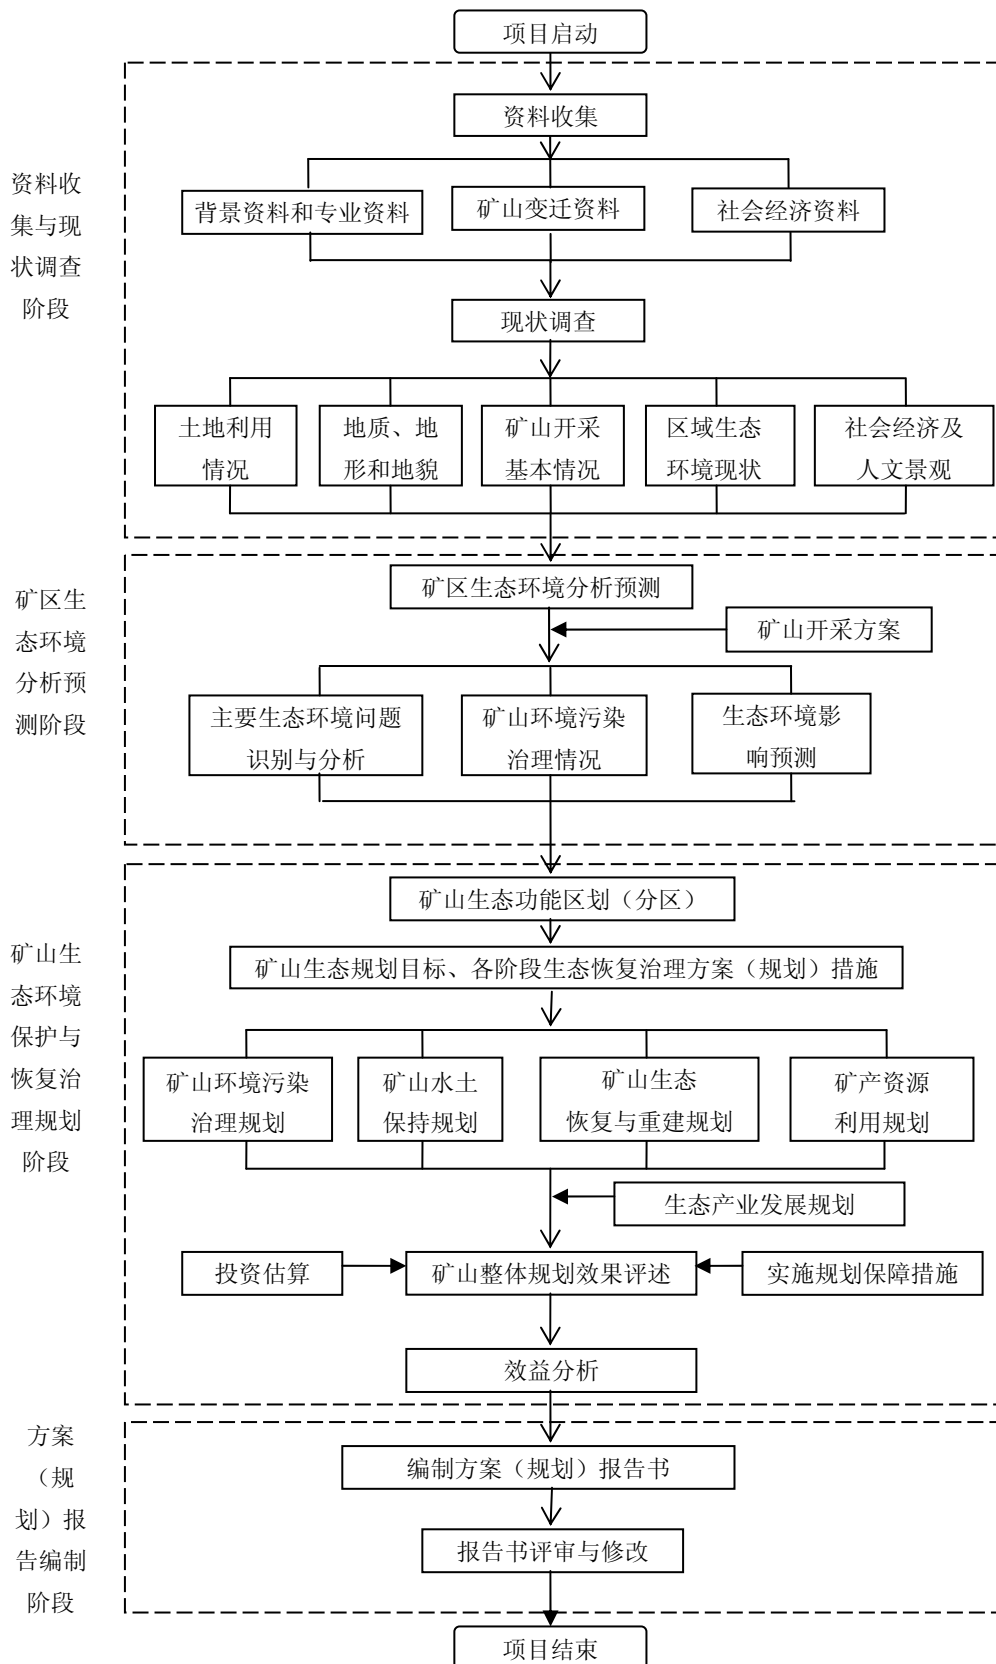 项目启动
资料收
集与现
状调查
阶段
资料收集
背景资料和专业资料
矿山变迁资料
社会经济资料
现状调查
土地利用
情况
地质、地
形和地貌
矿山开采
基本情况
区域生态
环境现状
社会经济及
人文景观
矿区生
态环境
分析预
测阶段
矿区生态环境分析预测
矿山开采方案
主要生态环境问题
识别与分析
矿山环境污染
治理情况
生态环境影
响预测
矿山生
态环境
保护与
恢复治
理规划
阶段
矿山生态功能区划（分区）
矿山生态规划目标、各阶段生态恢复治理方案（规划）措施
矿山环境污染
治理规划
矿山水土
保持规划
矿山生态
恢复与重建规划
矿产资源
利用规划
生态产业发展规划
投资估算
矿山整体规划效果评述
实施规划保障措施
效益分析
方案
（规
划）报
告编制
阶段
编制方案（规划）报告书
报告书评审与修改
项目结束